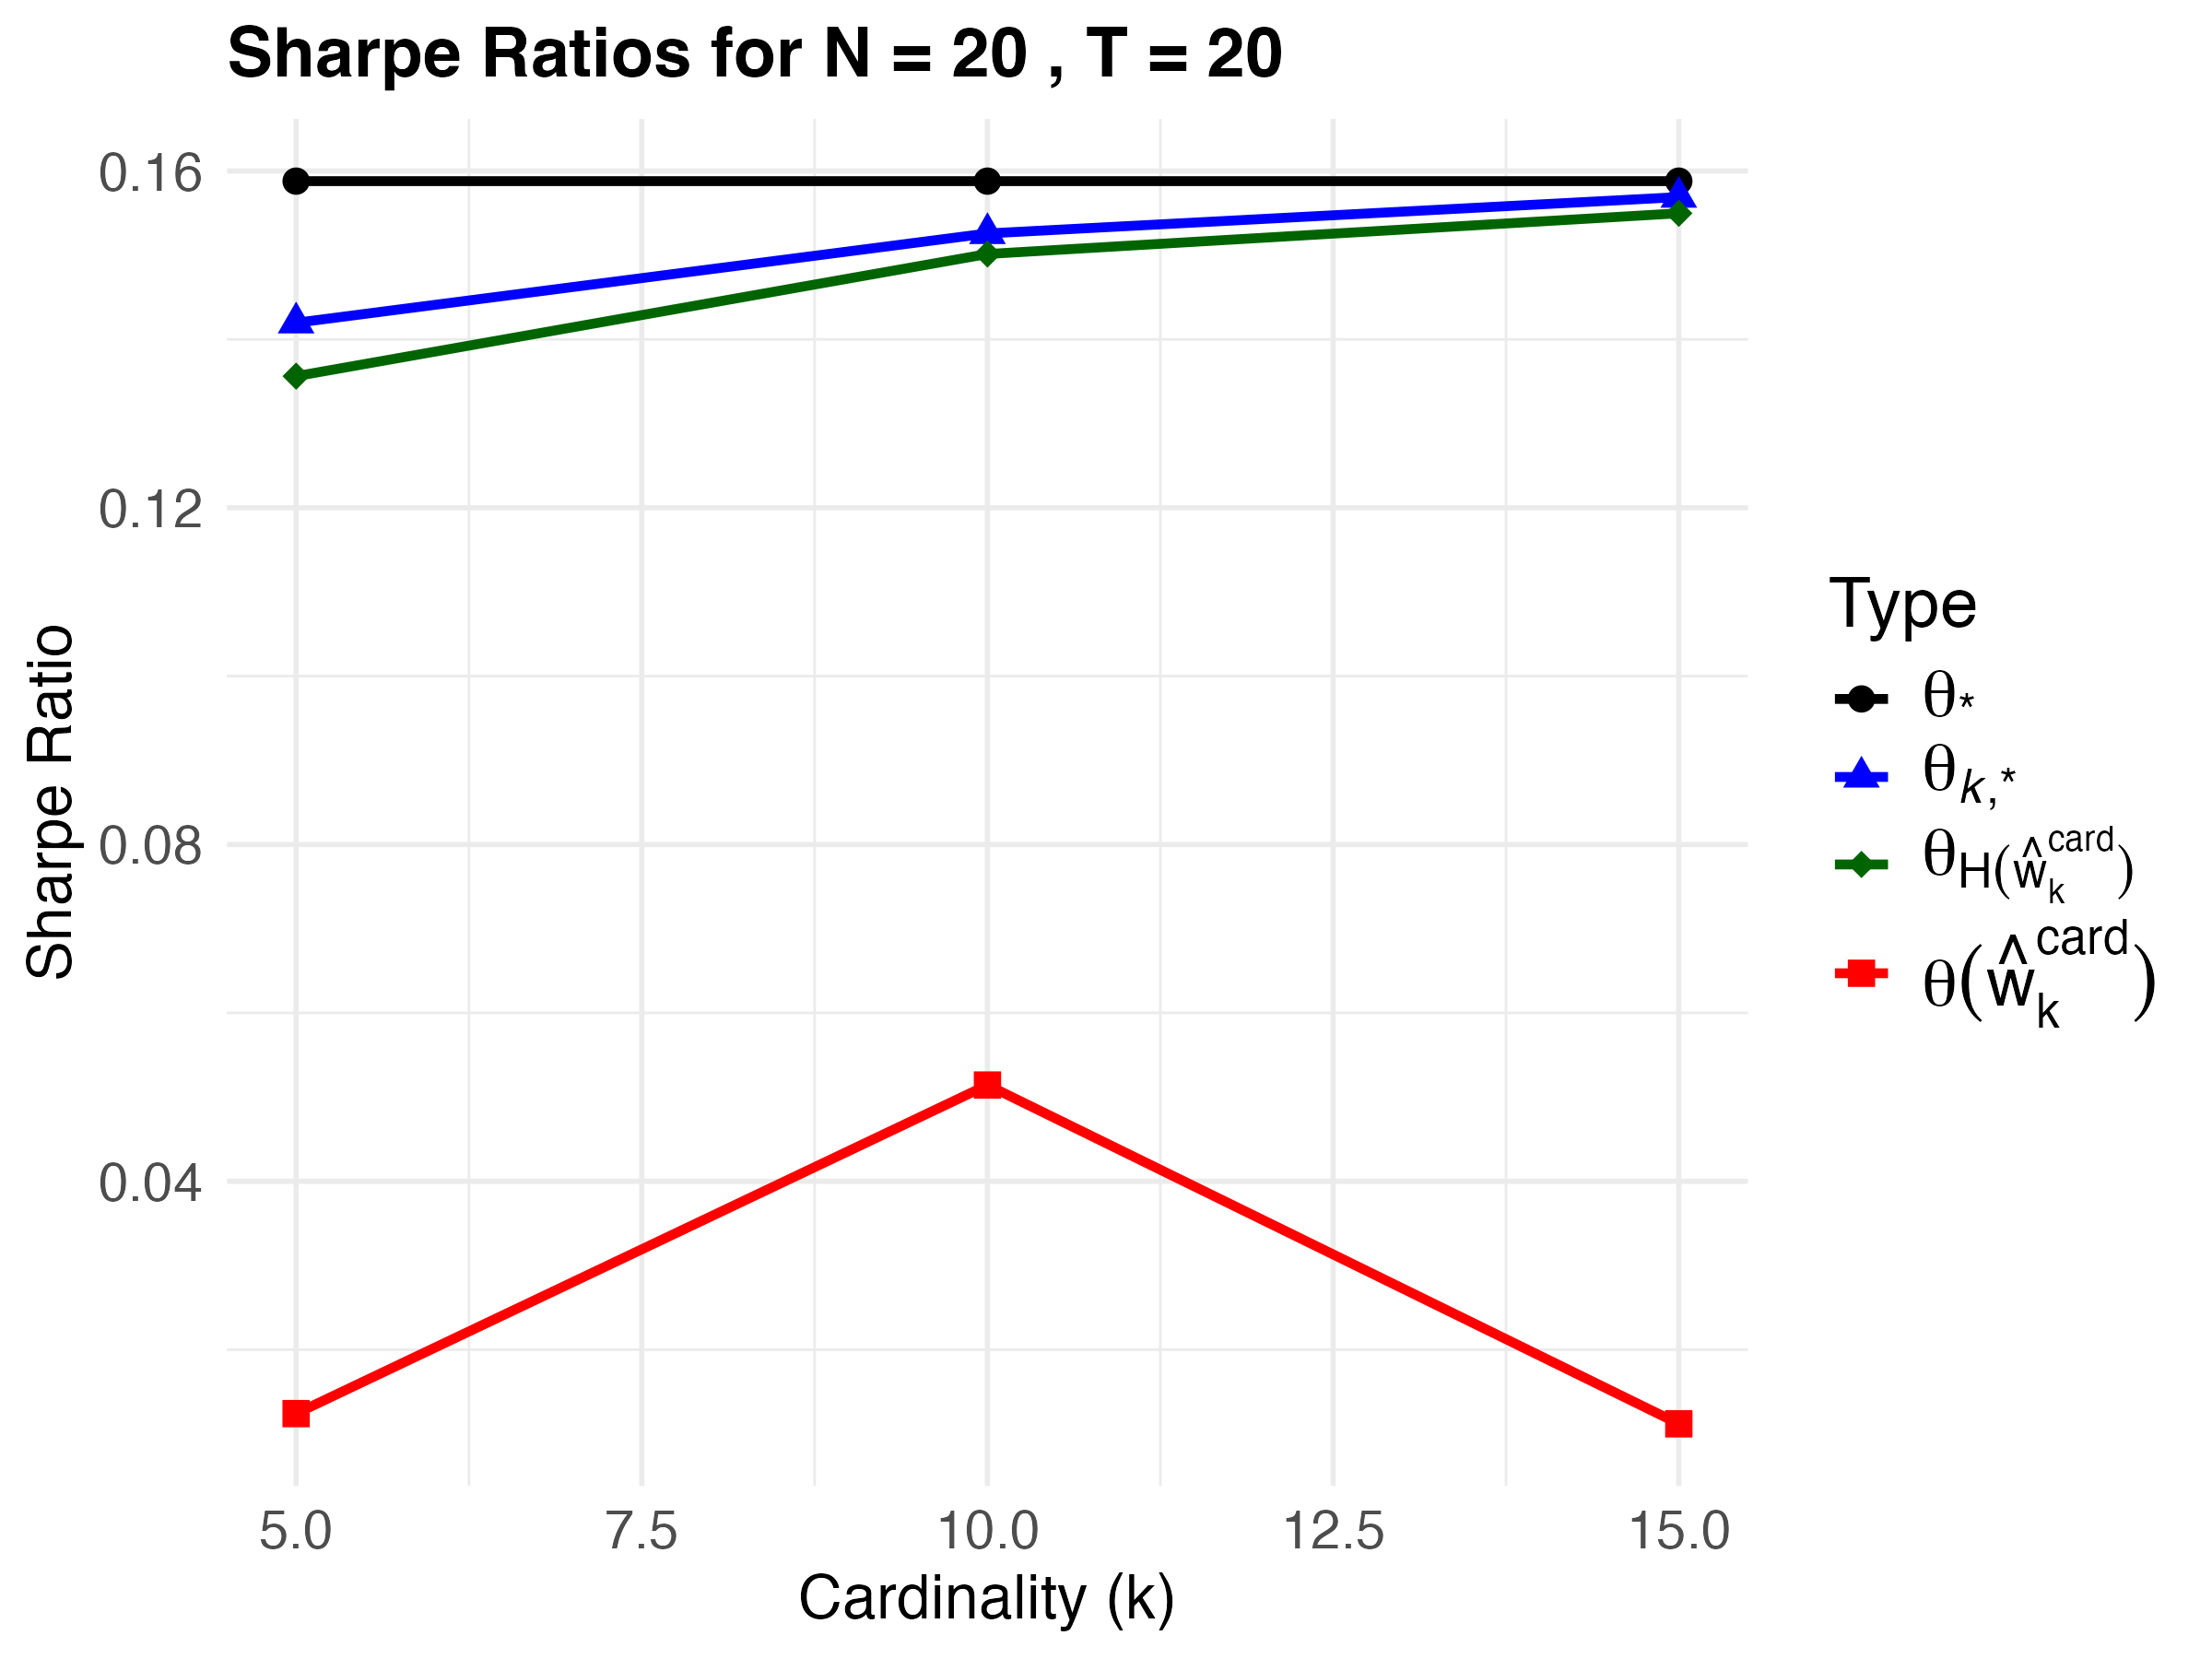 Sharpe Ratios for N = 20 , T = 20
Sharpe Ratio
0.16
0.12
0.08
0.04
5.0 7.5 10.0 12.5 15.0
Cardinality (k)
Type
θ*
θk,*
θH(ŵk^card)
θ(ŵk^card)